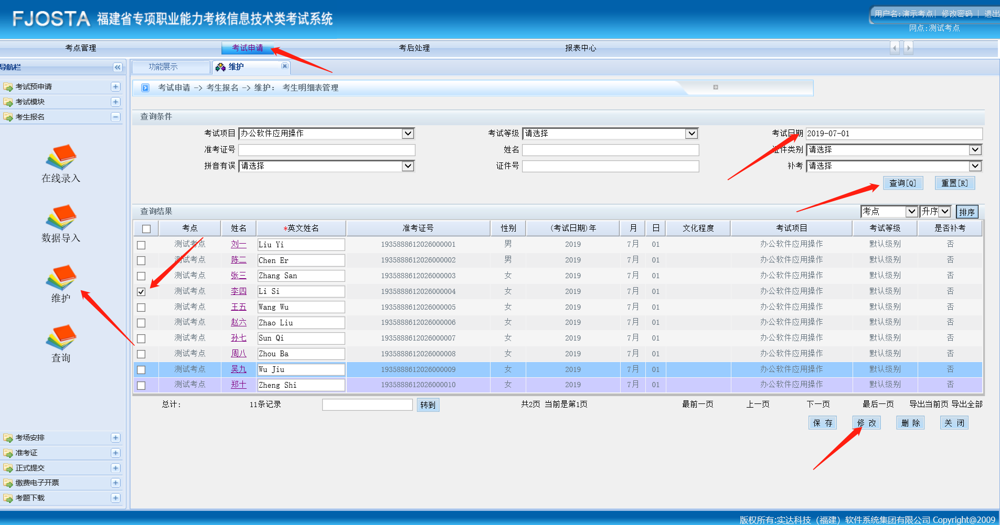 FJOSTA 福建省专项职业能力考核信息技术类考试系统
用户名:演示考点| 修改密码 | 退出
网点:测试考点
考点管理 考试申请 考后处理 报表中心
导航栏
考试预申请
考试模块
考生报名
在线录入
数据导入
维护
查询
考场安排
准考证
正式提交
缴费电子开票
考题下载
功能展示 维护
考试申请 -> 考生报名 -> 维护: 考生明细表管理
查询条件
考试项目 办公软件应用操作 考试等级 请选择 考试日期 2019-07-01
准考证号 姓名 证件类别 请选择
拼音有误 请选择 证件号 补考 请选择
查询[Q] 重置[R]
查询结果 考点 升序 排序
考点 姓名 *英文姓名 准考证号 性别 (考试日期)年 月 日 文化程度 考试项目 考试等级 是否补考
测试考点 刘一 Liu Yi 1935888612026000001 男 2019 7月 01 办公软件应用操作 默认级别 否
测试考点 陈二 Chen Er 1935888612026000002 男 2019 7月 01 办公软件应用操作 默认级别 否
测试考点 张三 Zhang San 1935888612026000003 女 2019 7月 01 办公软件应用操作 默认级别 否
测试考点 李四 Li Si 1935888612026000004 女 2019 7月 01 办公软件应用操作 默认级别 否
测试考点 王五 Wang Wu 1935888612026000005 女 2019 7月 01 办公软件应用操作 默认级别 否
测试考点 赵六 Zhao Liu 1935888612026000006 女 2019 7月 01 办公软件应用操作 默认级别 否
测试考点 孙七 Sun Qi 1935888612026000007 女 2019 7月 01 办公软件应用操作 默认级别 否
测试考点 周八 Zhou Ba 1935888612026000008 女 2019 7月 01 办公软件应用操作 默认级别 否
测试考点 吴九 Wu Jiu 1935888612026000009 女 2019 7月 01 办公软件应用操作 默认级别 否
测试考点 郑十 Zheng Shi 1935888612026000010 女 2019 7月 01 办公软件应用操作 默认级别 否
总计: 11条记录 转到 共2页 当前是第1页 最前一页 上一页 下一页 最后一页 导出当前页 导出全部
保 存 修 改 删 除 关 闭
版权所有:实达科技（福建）软件系统集团有限公司 Copyright@2009